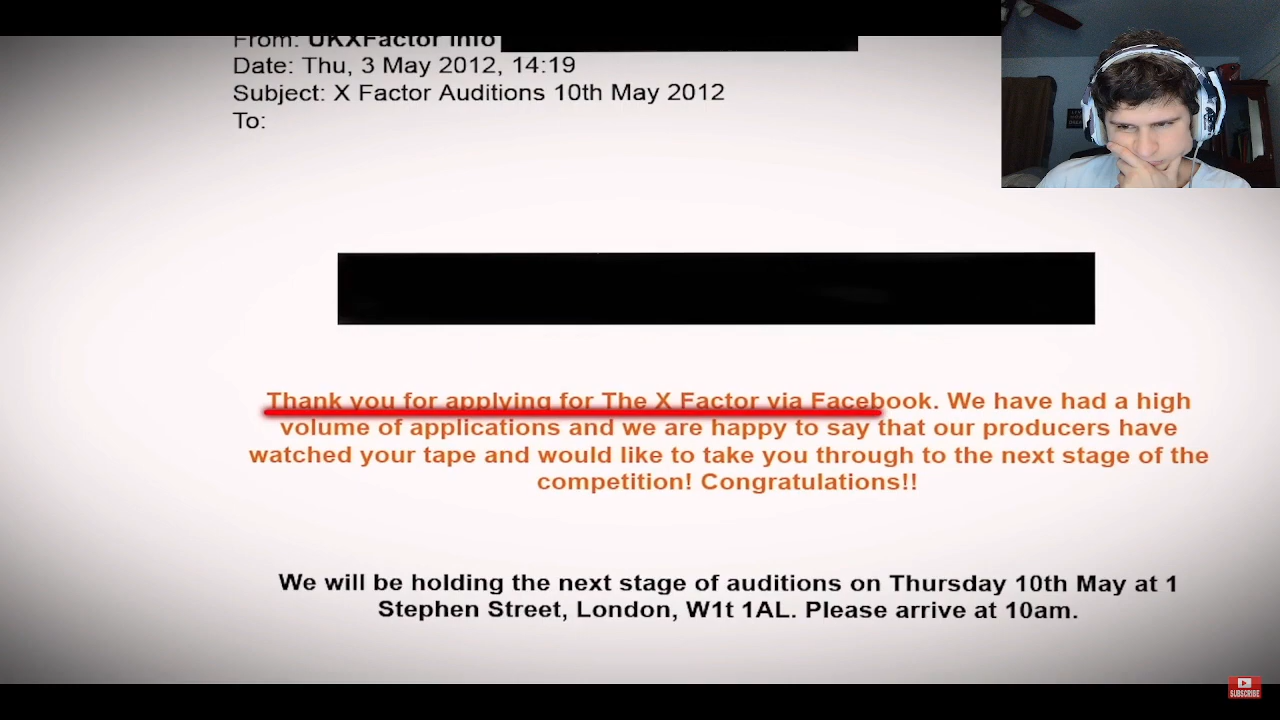 From: UKXFactor Info
Date: Thu, 3 May 2012, 14:19
Subject: X Factor Auditions 10th May 2012
To:
Thank you for applying for The X Factor via Facebook. We have had a high
volume of applications and we are happy to say that our producers have
watched your tape and would like to take you through to the next stage of the
competition! Congratulations!!
We will be holding the next stage of auditions on Thursday 10th May at 1
Stephen Street, London, W1t 1AL. Please arrive at 10am.
SUBSCRIBE